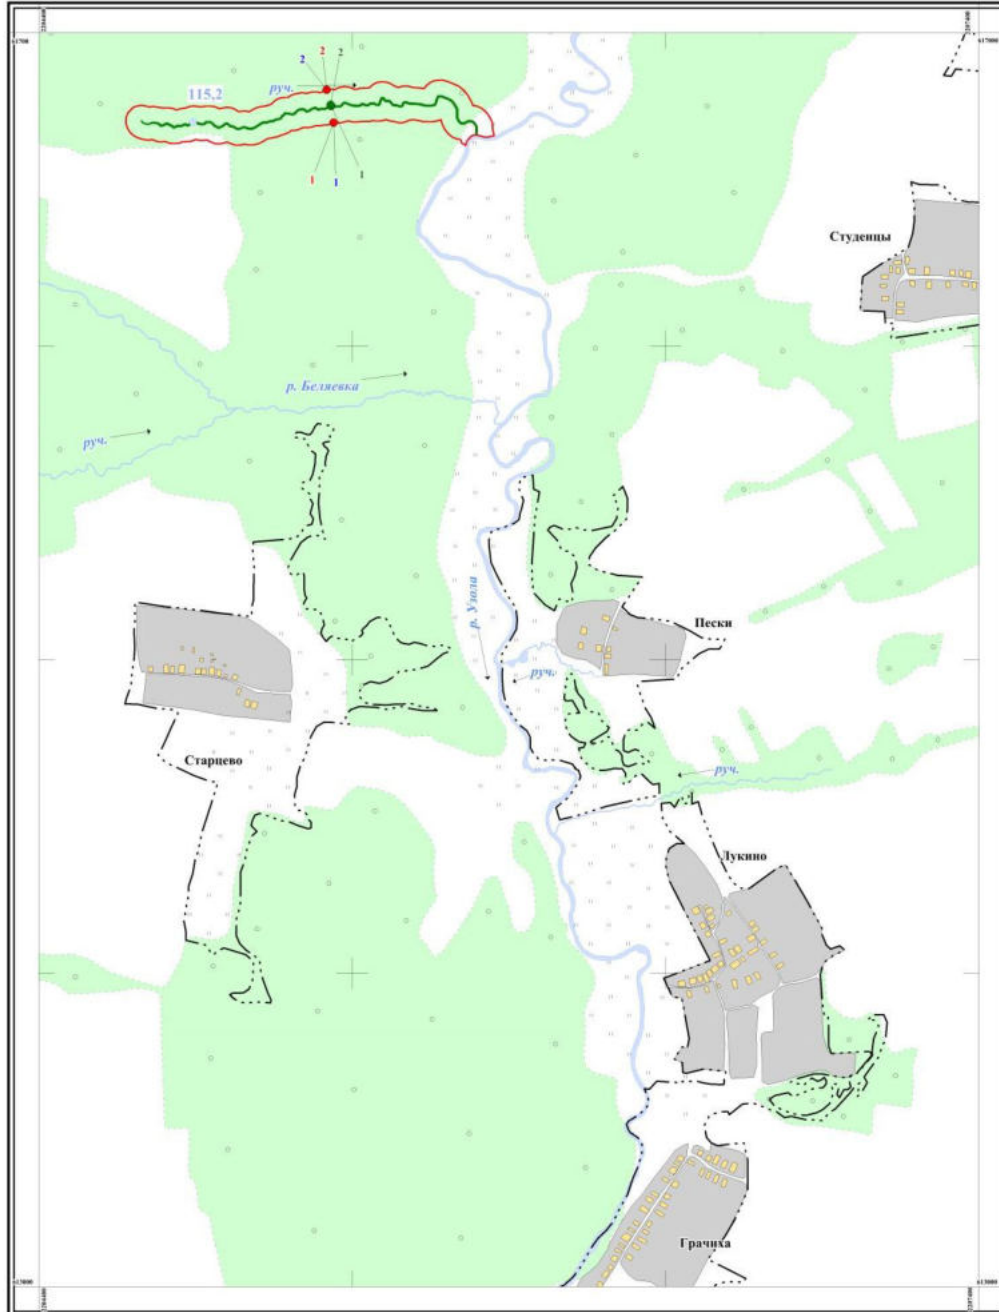 2 2 2
руч.
115,2
1 1 1
Студенцы
р. Беляевка
руч.
р. Узола
Пески
руч.
Старцево
руч.
Лукино
Грачиха